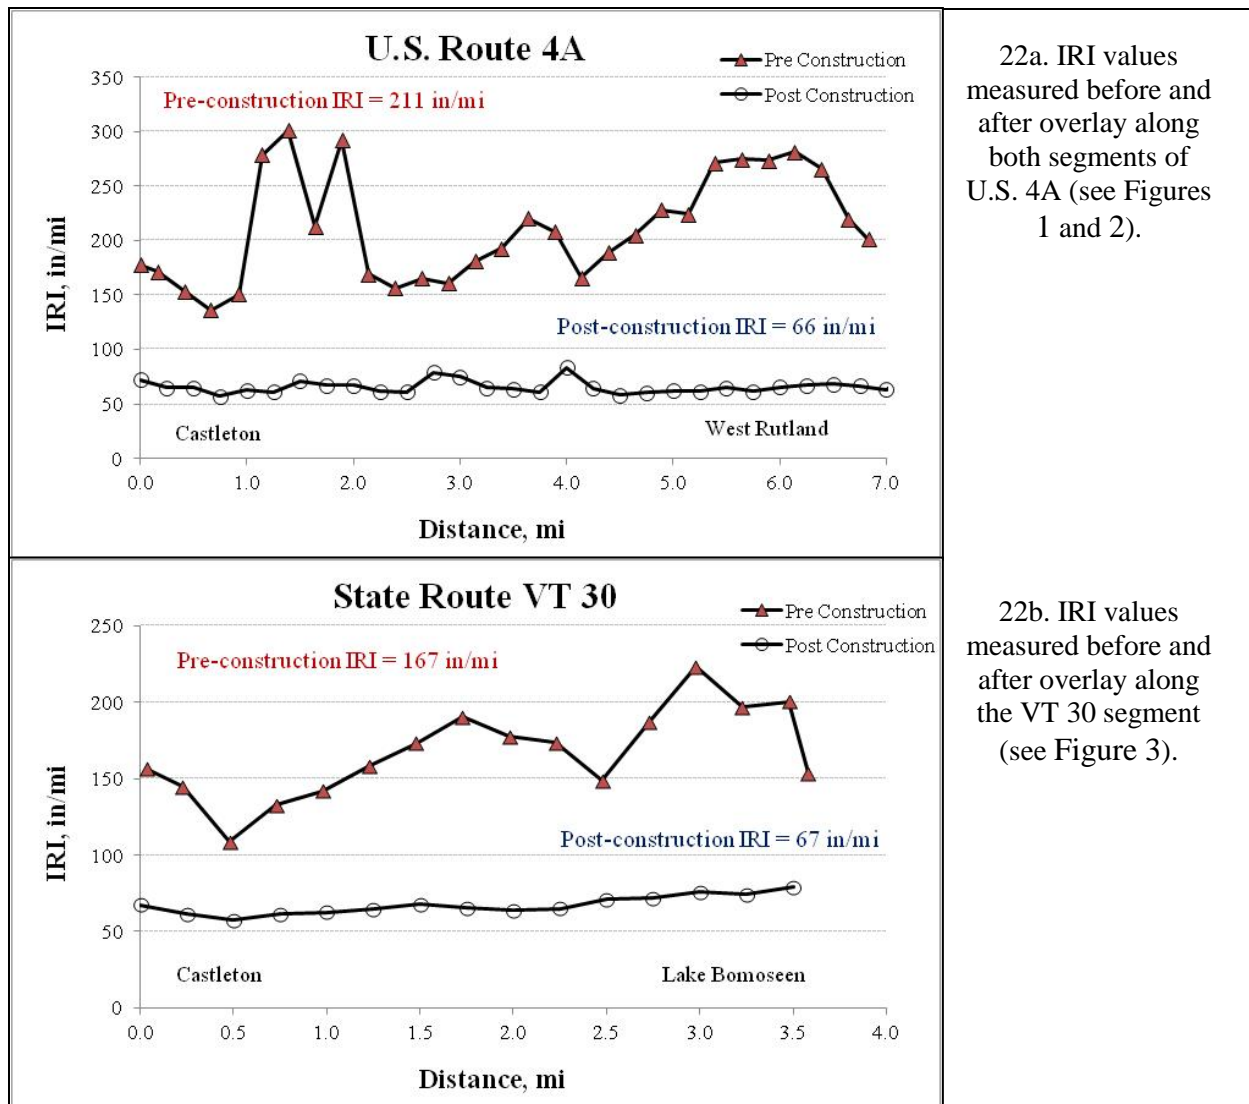 U.S. Route 4A
Pre Construction
Post Construction
Pre-construction IRI = 211 in/mi
350
300
250
200
150
100
50
0
IRI, in/mi
Post-construction IRI = 66 in/mi
Castleton
West Rutland
0.0 1.0 2.0 3.0 4.0 5.0 6.0 7.0
Distance, mi
22a. IRI values
measured before and
after overlay along
both segments of
U.S. 4A (see Figures
1 and 2).
State Route VT 30
Pre Construction
Post Construction
Pre-construction IRI = 167 in/mi
250
200
150
100
50
0
IRI, in/mi
Post-construction IRI = 67 in/mi
Castleton
Lake Bomoseen
0.0 0.5 1.0 1.5 2.0 2.5 3.0 3.5 4.0
Distance, mi
22b. IRI values
measured before and
after overlay along
the VT 30 segment
(see Figure 3).